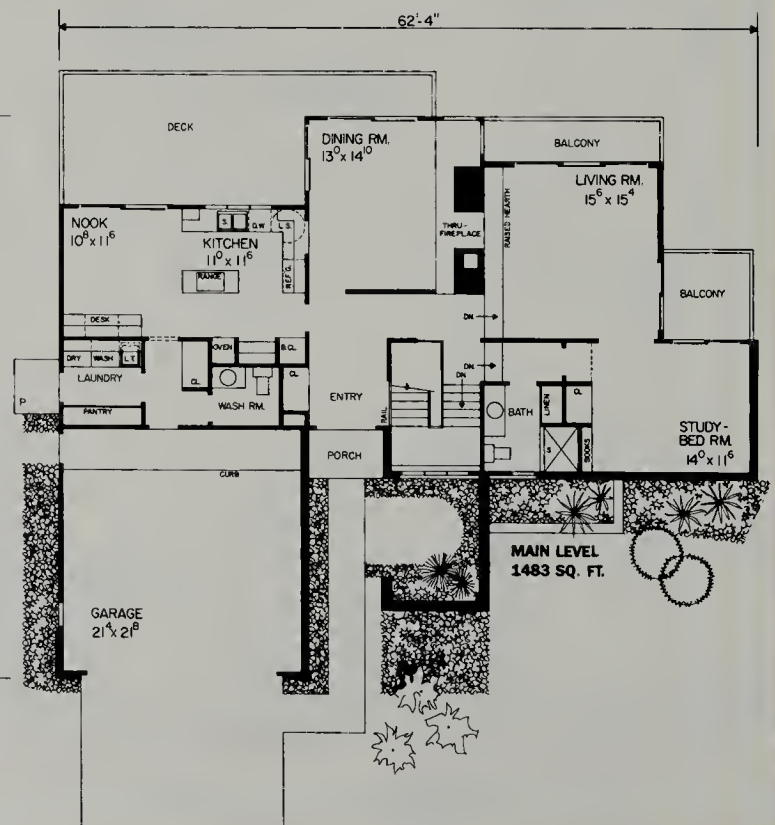 62'-4"
DECK
DINING RM.
13⁰ x 14¹⁰
BALCONY
LIVING RM.
15⁶ x 15⁴
NOOK
10⁸ x 11⁶
S.
D.W.
L.S.
KITCHEN
11⁰ x 11⁶
RANGE
REF'G.
THRU-
FIREPLACE
RAISED HEARTH
BALCONY
DESK
DN.
DRY
WASH
L.T.
OVEN
B.CL.
DN.
DN.
LAUNDRY
CL.
CL.
P
PANTRY
WASH RM.
ENTRY
RAIL
BATH
LINEN
CL.
S
BOOKS
STUDY-
BED RM.
14⁰ x 11⁶
PORCH
CURB
MAIN LEVEL
1483 SQ. FT.
GARAGE
21⁴ x 21⁸